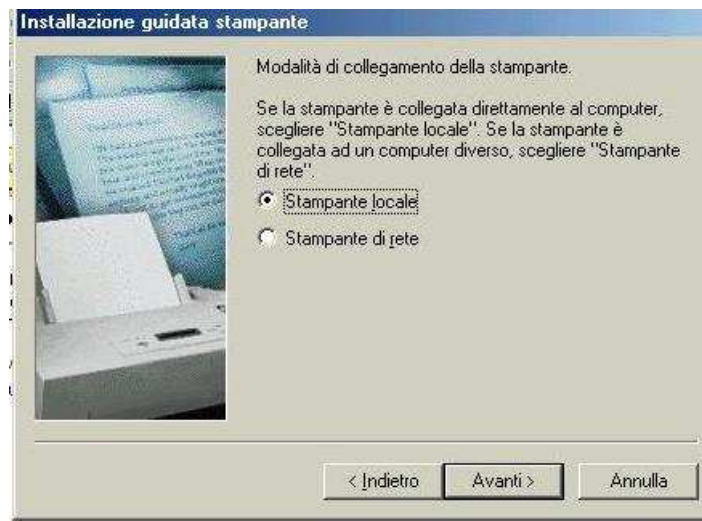 Installazione guidata stampante
Modalità di collegamento della stampante.
Se la stampante è collegata direttamente al computer,
scegliere "Stampante locale". Se la stampante è
collegata ad un computer diverso, scegliere "Stampante
di rete".
Stampante locale
Stampante di rete
< Indietro
Avanti >
Annulla